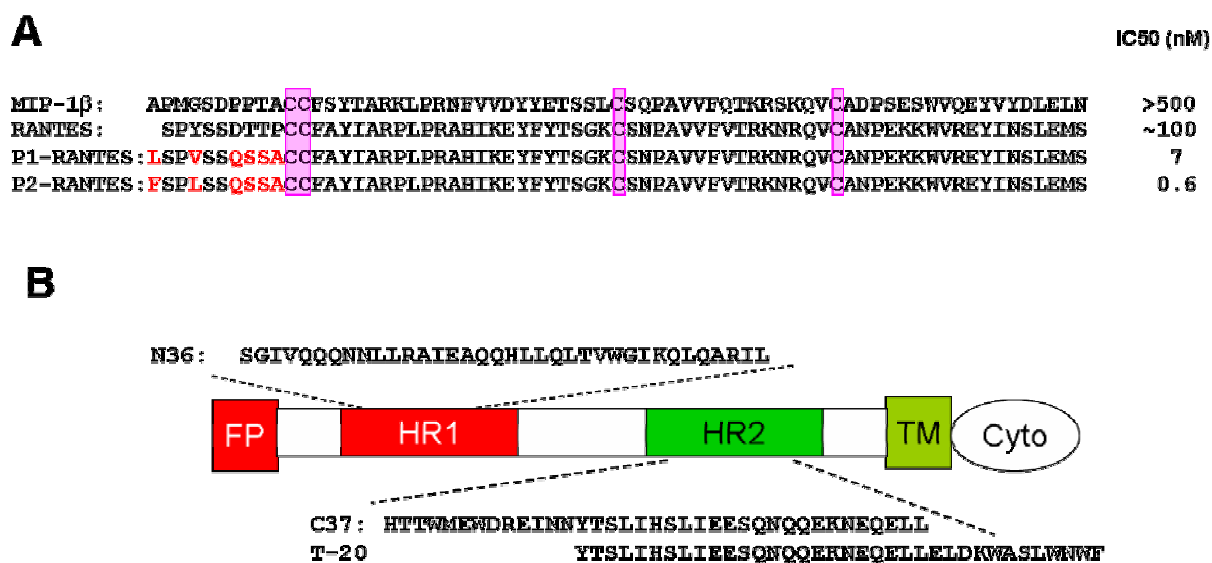 A
IC50 (nM)
MIP-1β: APMGSDPPTACCFSYTARKLPRNFVVDYYETSSLCSQPAVVFQTKRSKQVCADPSESWVQEYVYDLELN >500
RANTES: SPYSSDTTPCCFAYIARPLPRAHIKEYFYTSGKCSNPAVVFVTRKNRQVCANPEKKWVREYINSLEMS ~100
P1-RANTES: LSPVSSQSSACCFAYIARPLPRAHIKEYFYTSGKCSNPAVVFVTRKNRQVCANPEKKWVREYINSLEMS 7
P2-RANTES: FSPLSSQSSACCFAYIARPLPRAHIKEYFYTSGKCSNPAVVFVTRKNRQVCANPEKKWVREYINSLEMS 0.6
B
N36: SGIVQQQNNLLRAIEAQQHLLQLTVWGIKQLQARIL
FP HR1 HR2 TM Cyto
C37: HTTWMEWDREINNYTSLIHSLIEESQNQQEKNEQELL
T-20 YTSLIHSLIEESQNQQEKNEQELLELDKWASLWNWF